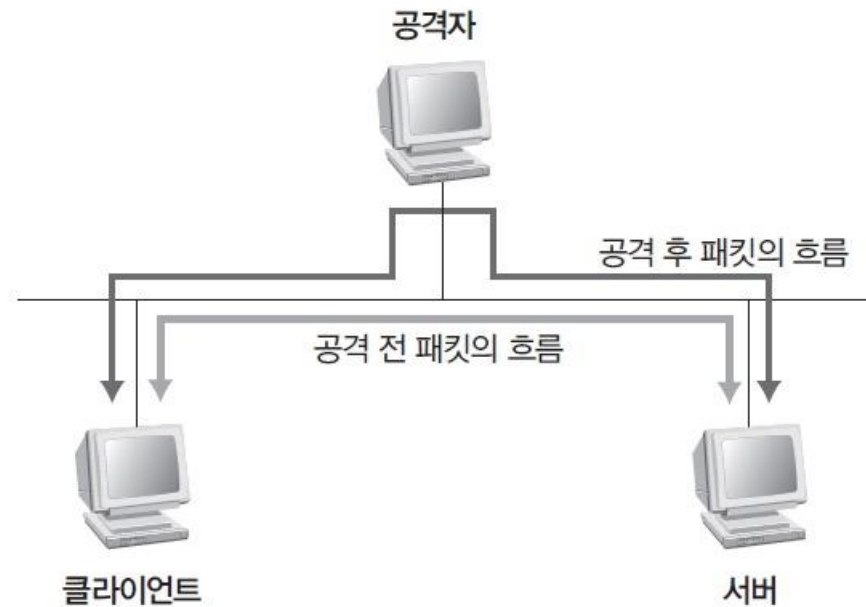 공격자
공격 후 패킷의 흐름
공격 전 패킷의 흐름
클라이언트
서버